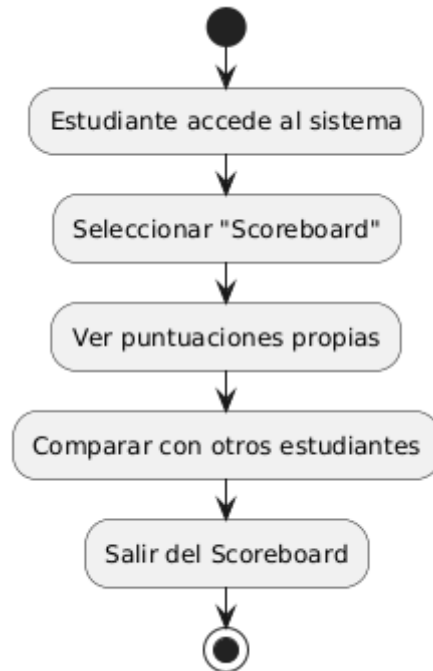 Estudiante accede al sistema
Seleccionar "Scoreboard"
Ver puntuaciones propias
Comparar con otros estudiantes
Salir del Scoreboard